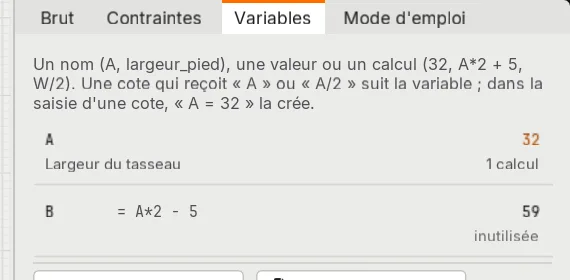 Brut Contraintes Variables Mode d'emploi
Un nom (A, largeur_pied), une valeur ou un calcul (32, A*2 + 5,
W/2). Une cote qui reçoit « A » ou « A/2 » suit la variable ; dans la
saisie d'une cote, « A = 32 » la crée.
A 32
Largeur du tasseau 1 calcul
B = A*2 - 5 59
inutilisée